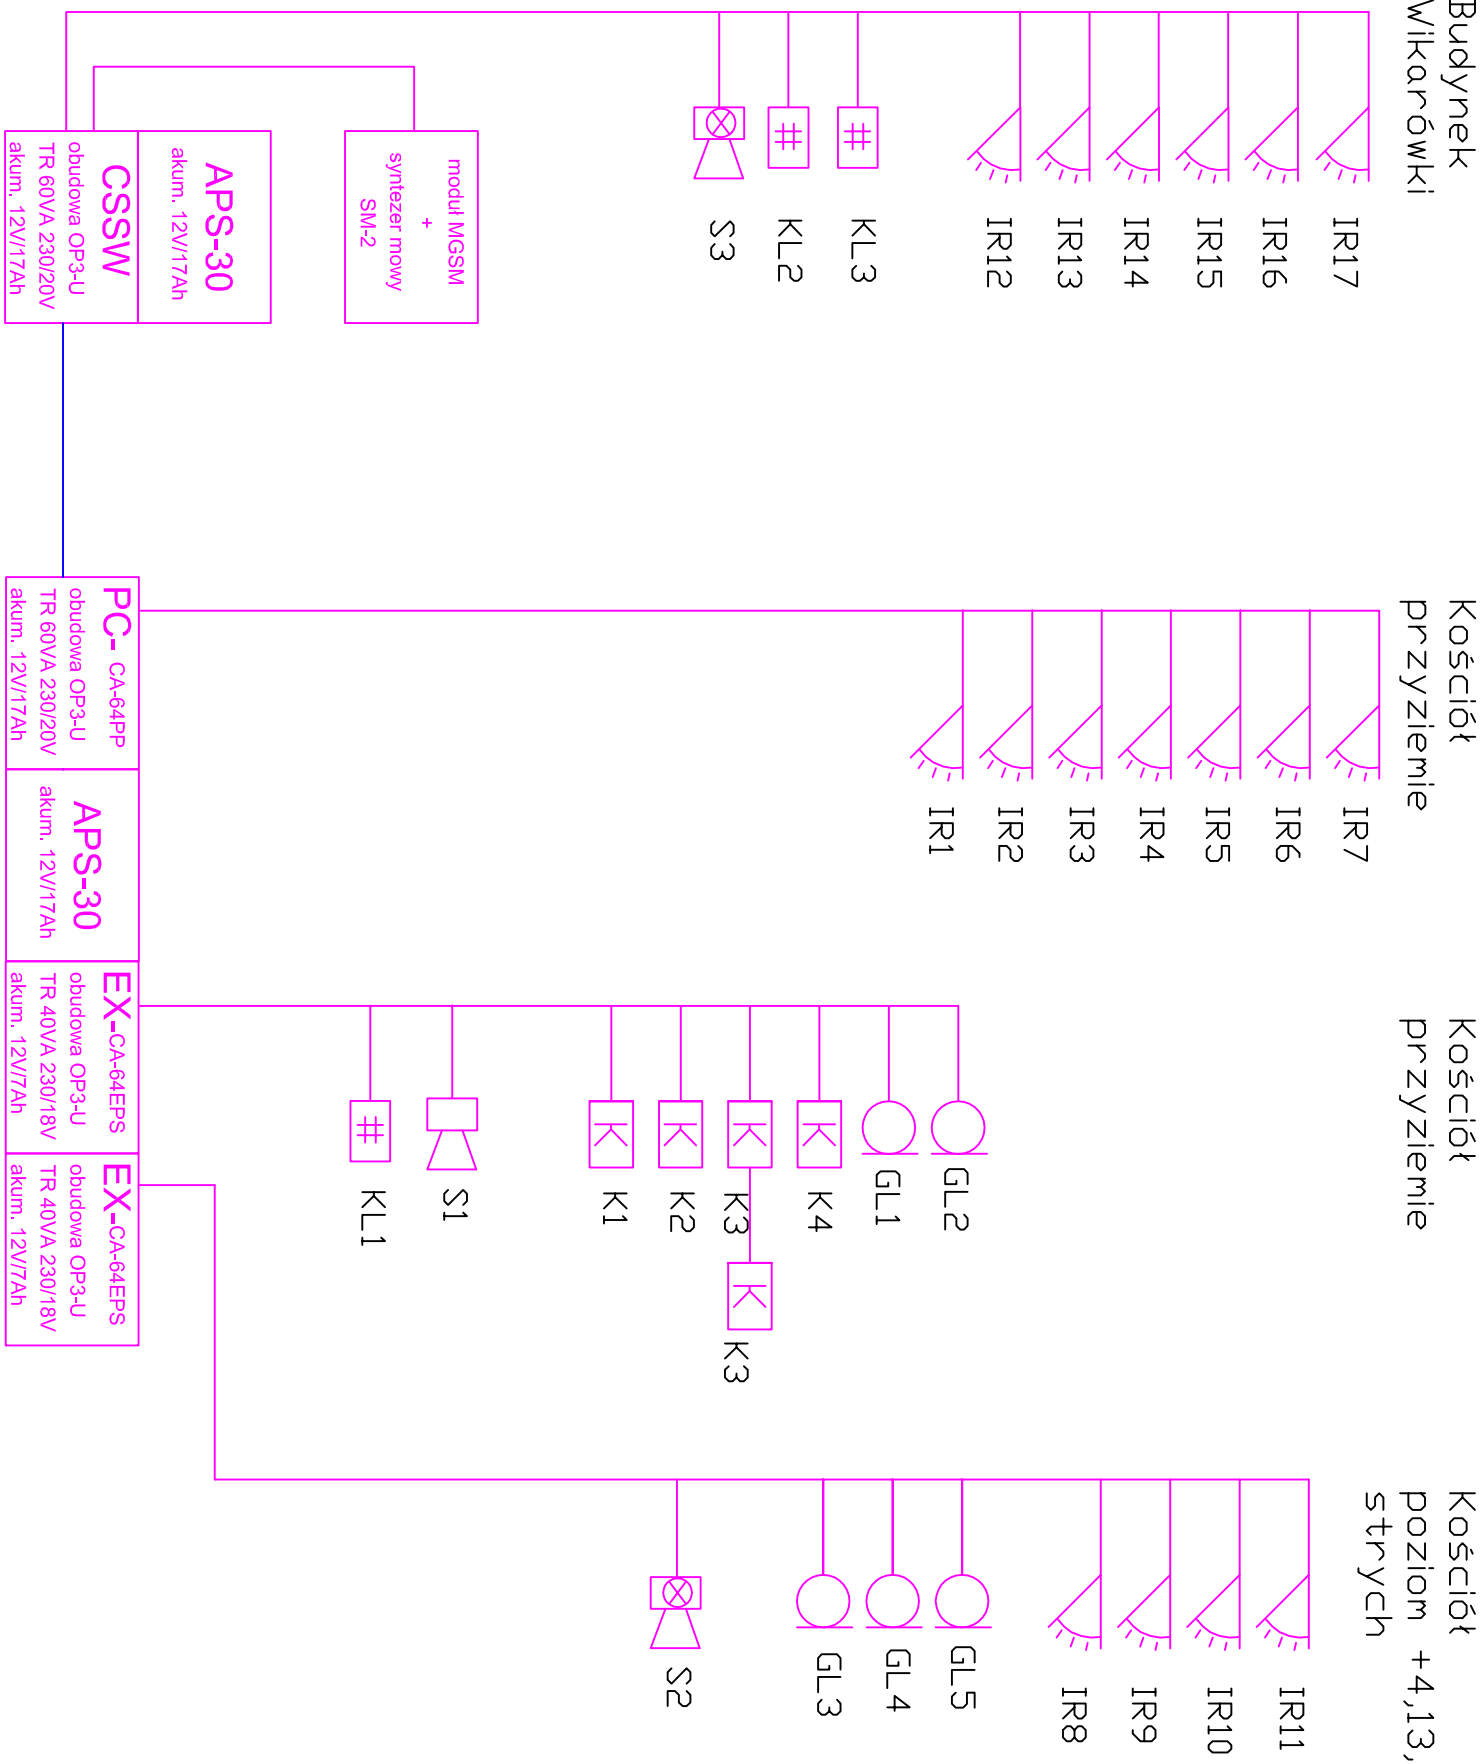 Budynek
Wikarówki
IR17
IR16
IR15
IR14
IR13
IR12
KL3
KL2
S3
moduł MGSM
+
syntezer mowy
SM-2
APS-30
akum. 12V/17Ah
CSSW
obudowa OP3-U
TR 60VA 230/20V
akum. 12V/17Ah
Kościół
przyziemie
IR7
IR6
IR5
IR4
IR3
IR2
IR1
PC- CA-64PP
obudowa OP3-U
TR 60VA 230/20V
akum. 12V/17Ah
APS-30
akum. 12V/17Ah
Kościół
przyziemie
GL2
GL1
K
K4
K
K3
K
K3
K
K2
K
K1
S1
KL1
EX-CA-64EPS
obudowa OP3-U
TR 40VA 230/18V
akum. 12V/7Ah
EX-CA-64EPS
obudowa OP3-U
TR 40VA 230/18V
akum. 12V/7Ah
Kościół
poziom +4,13,
strych
IR11
IR10
IR9
IR8
GL5
GL4
GL3
S2